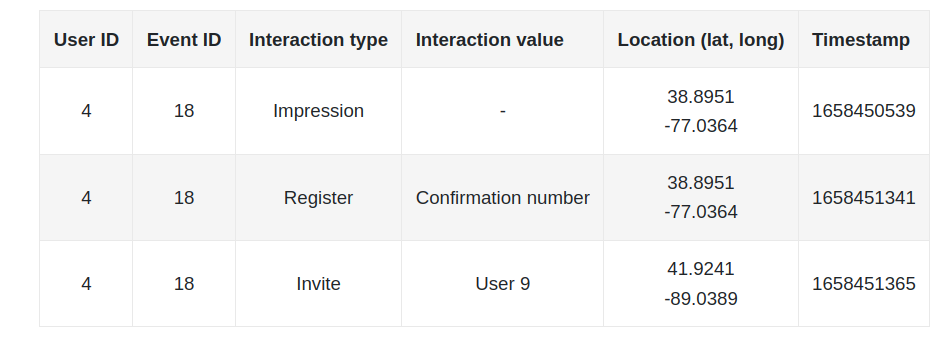 User ID Event ID Interaction type Interaction value Location (lat, long) Timestamp
4 18 Impression - 38.8951 -77.0364 1658450539
4 18 Register Confirmation number 38.8951 -77.0364 1658451341
4 18 Invite User 9 41.9241 -89.0389 1658451365